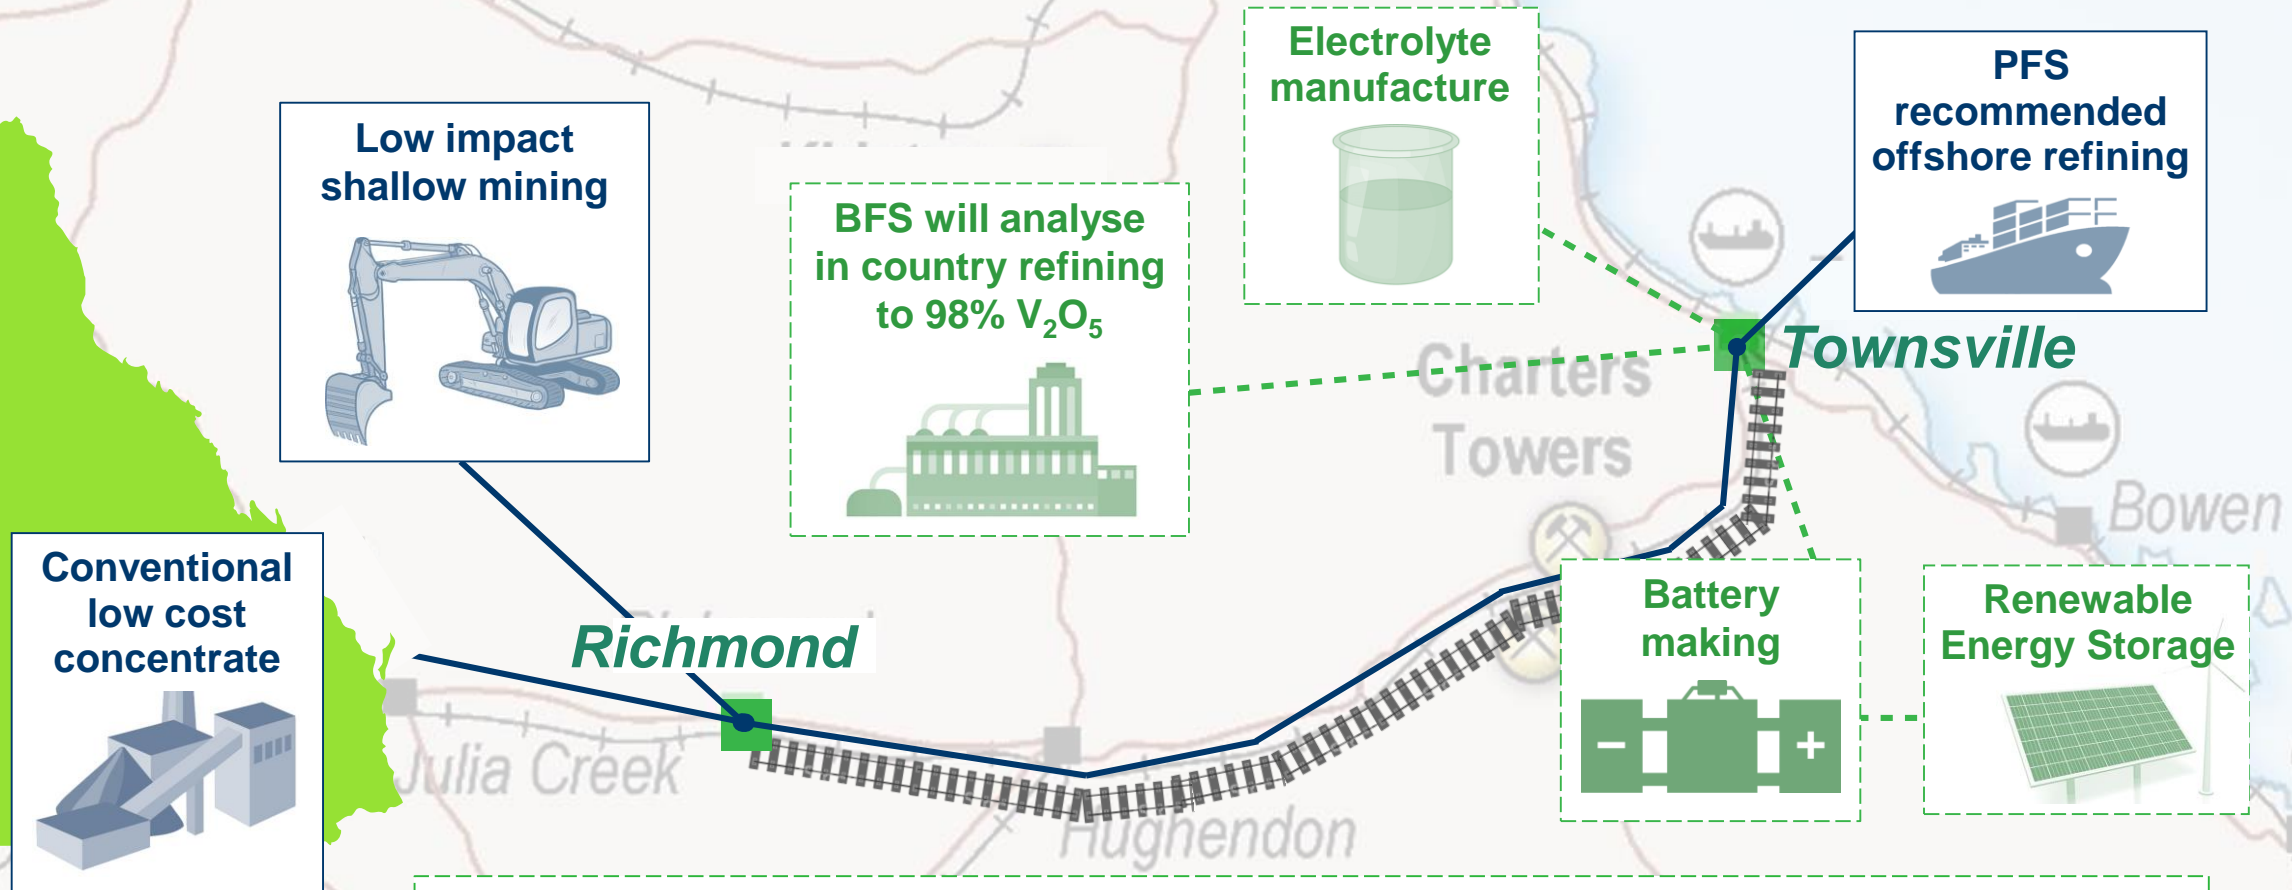 Electrolyte
manufacture
PFS
recommended
offshore refining
Low impact
shallow mining
BFS will analyse
in country refining
to 98% V₂O₅
Townsville
Charters
Towers
Bowen
Conventional
low cost
concentrate
Richmond
Battery
making
Renewable
Energy Storage
Julia Creek
Hughendon
- +